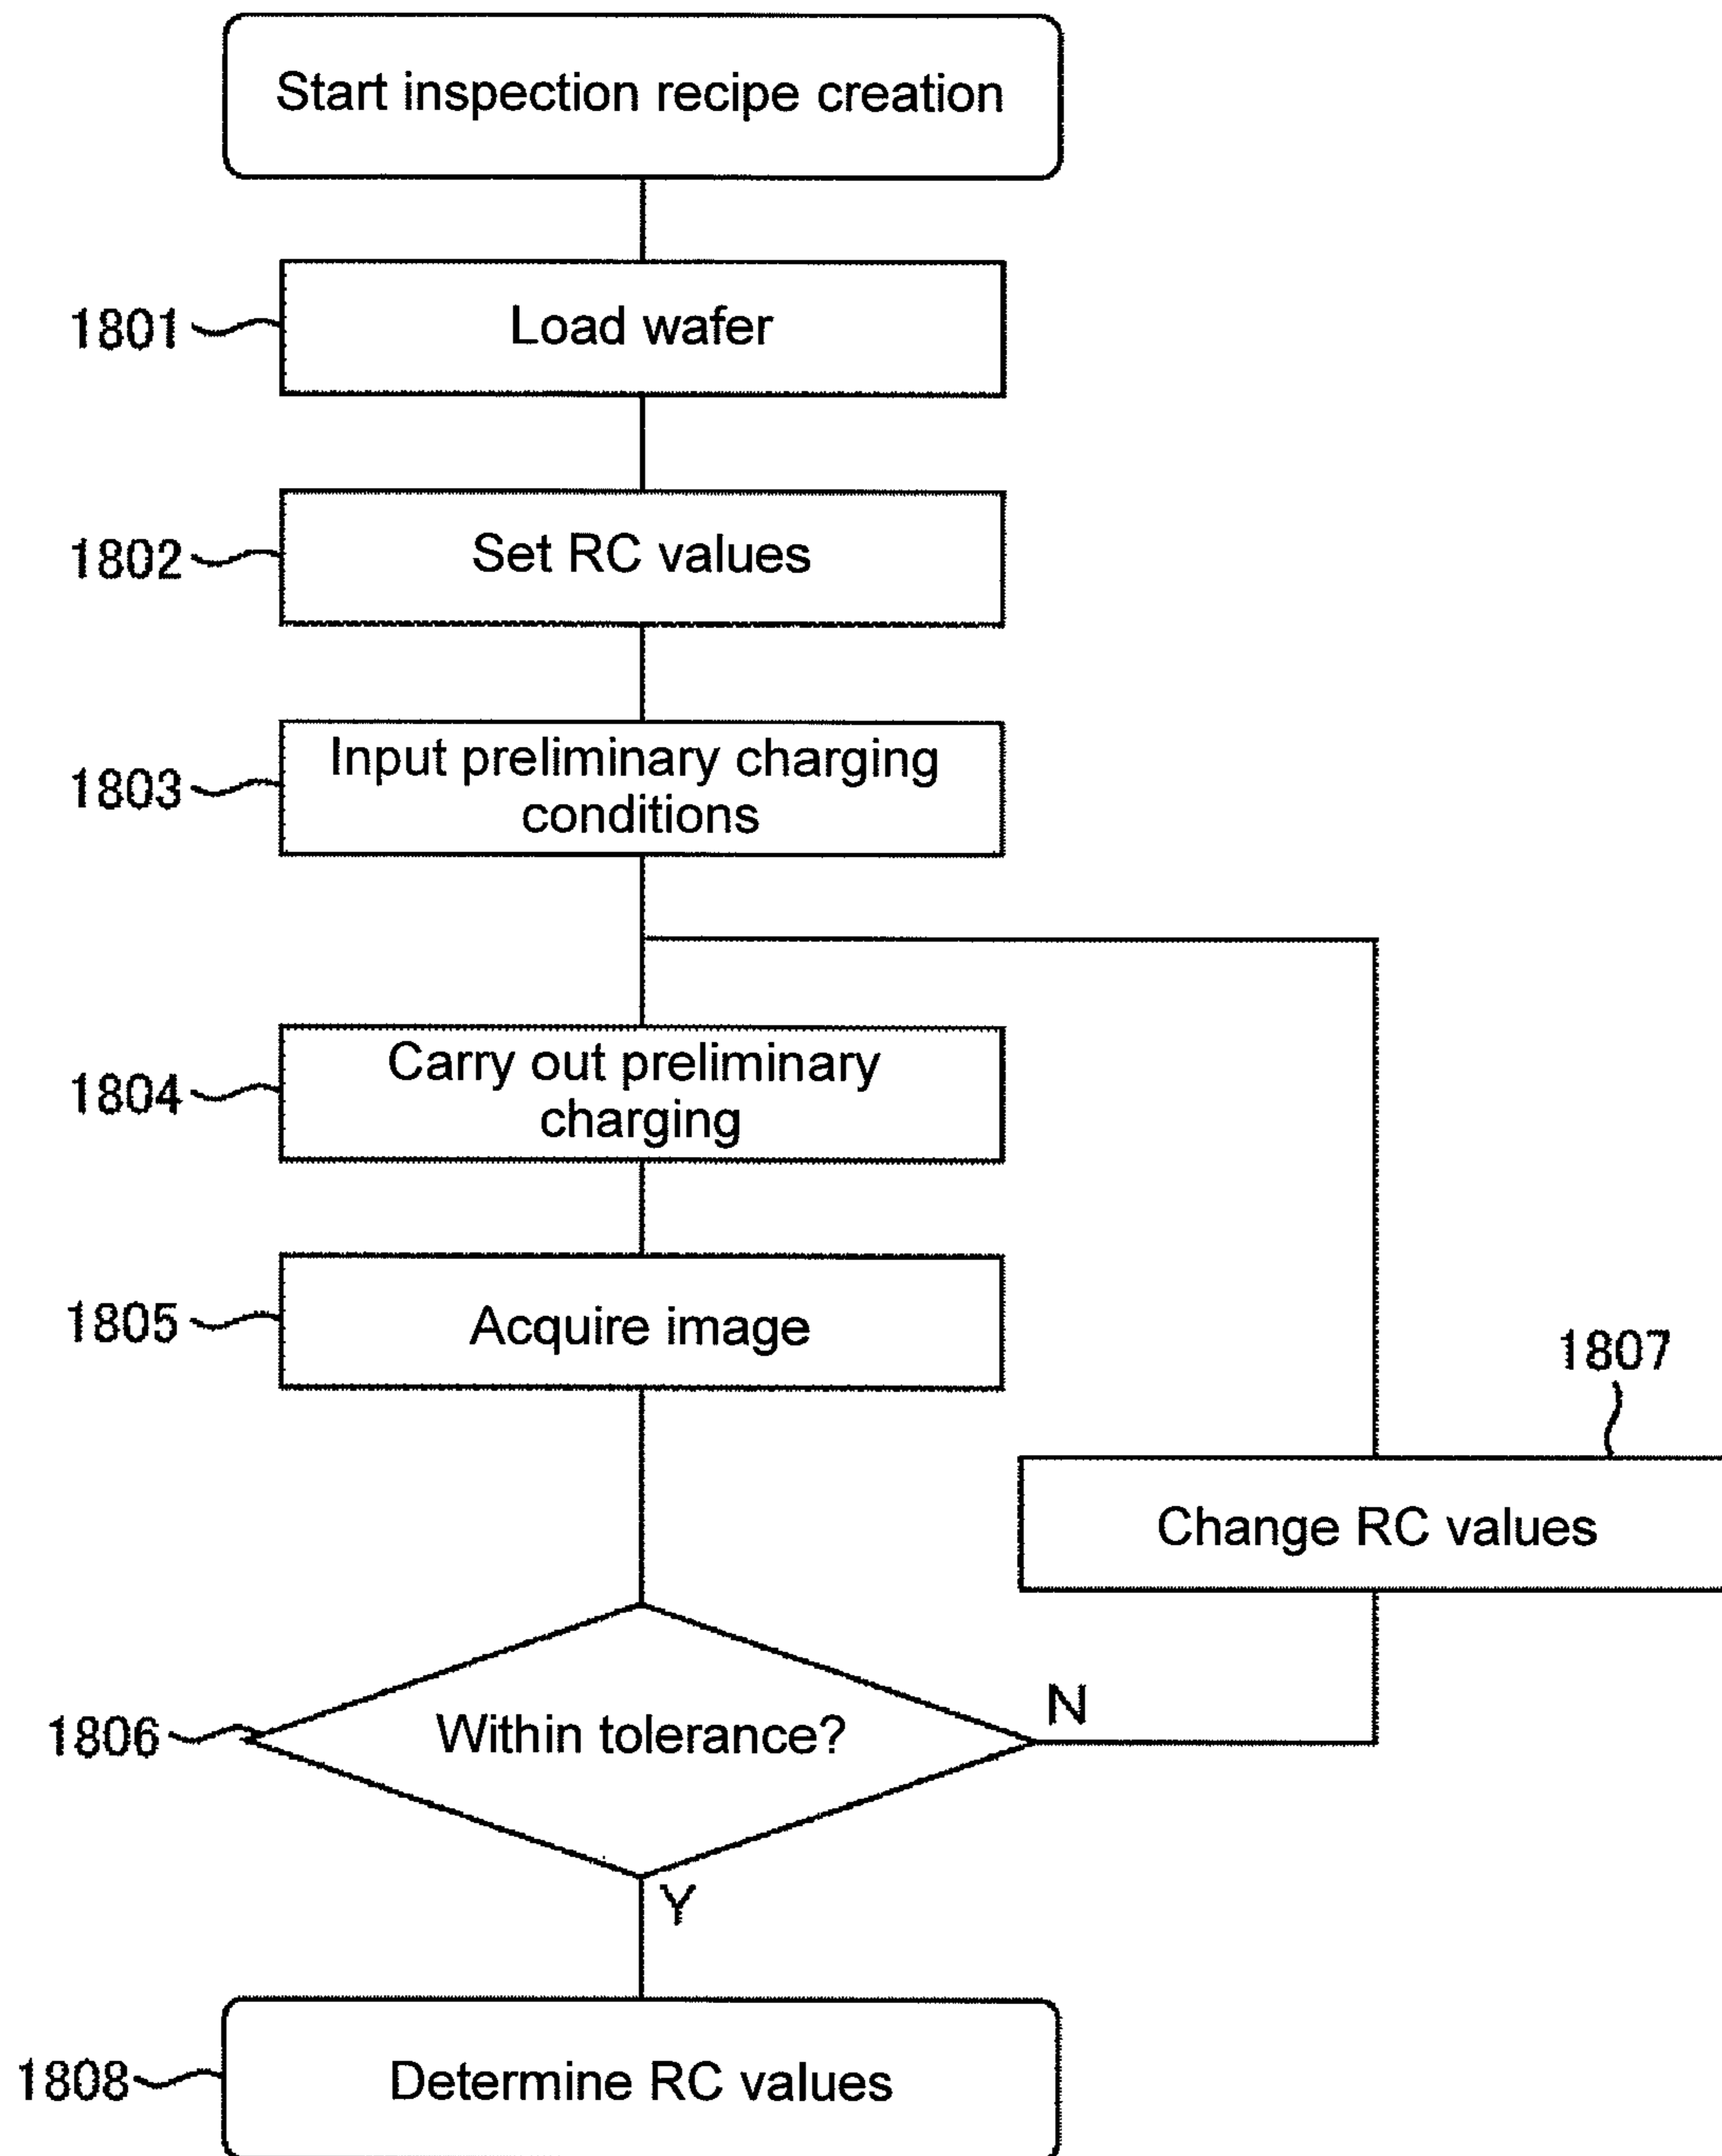 Start inspection recipe creation
1801
Load wafer
1802
Set RC values
1803
Input preliminary charging
conditions
1804
Carry out preliminary
charging
1805
Acquire image
1807
Change RC values
1806
Within tolerance?
N
Y
1808
Determine RC values